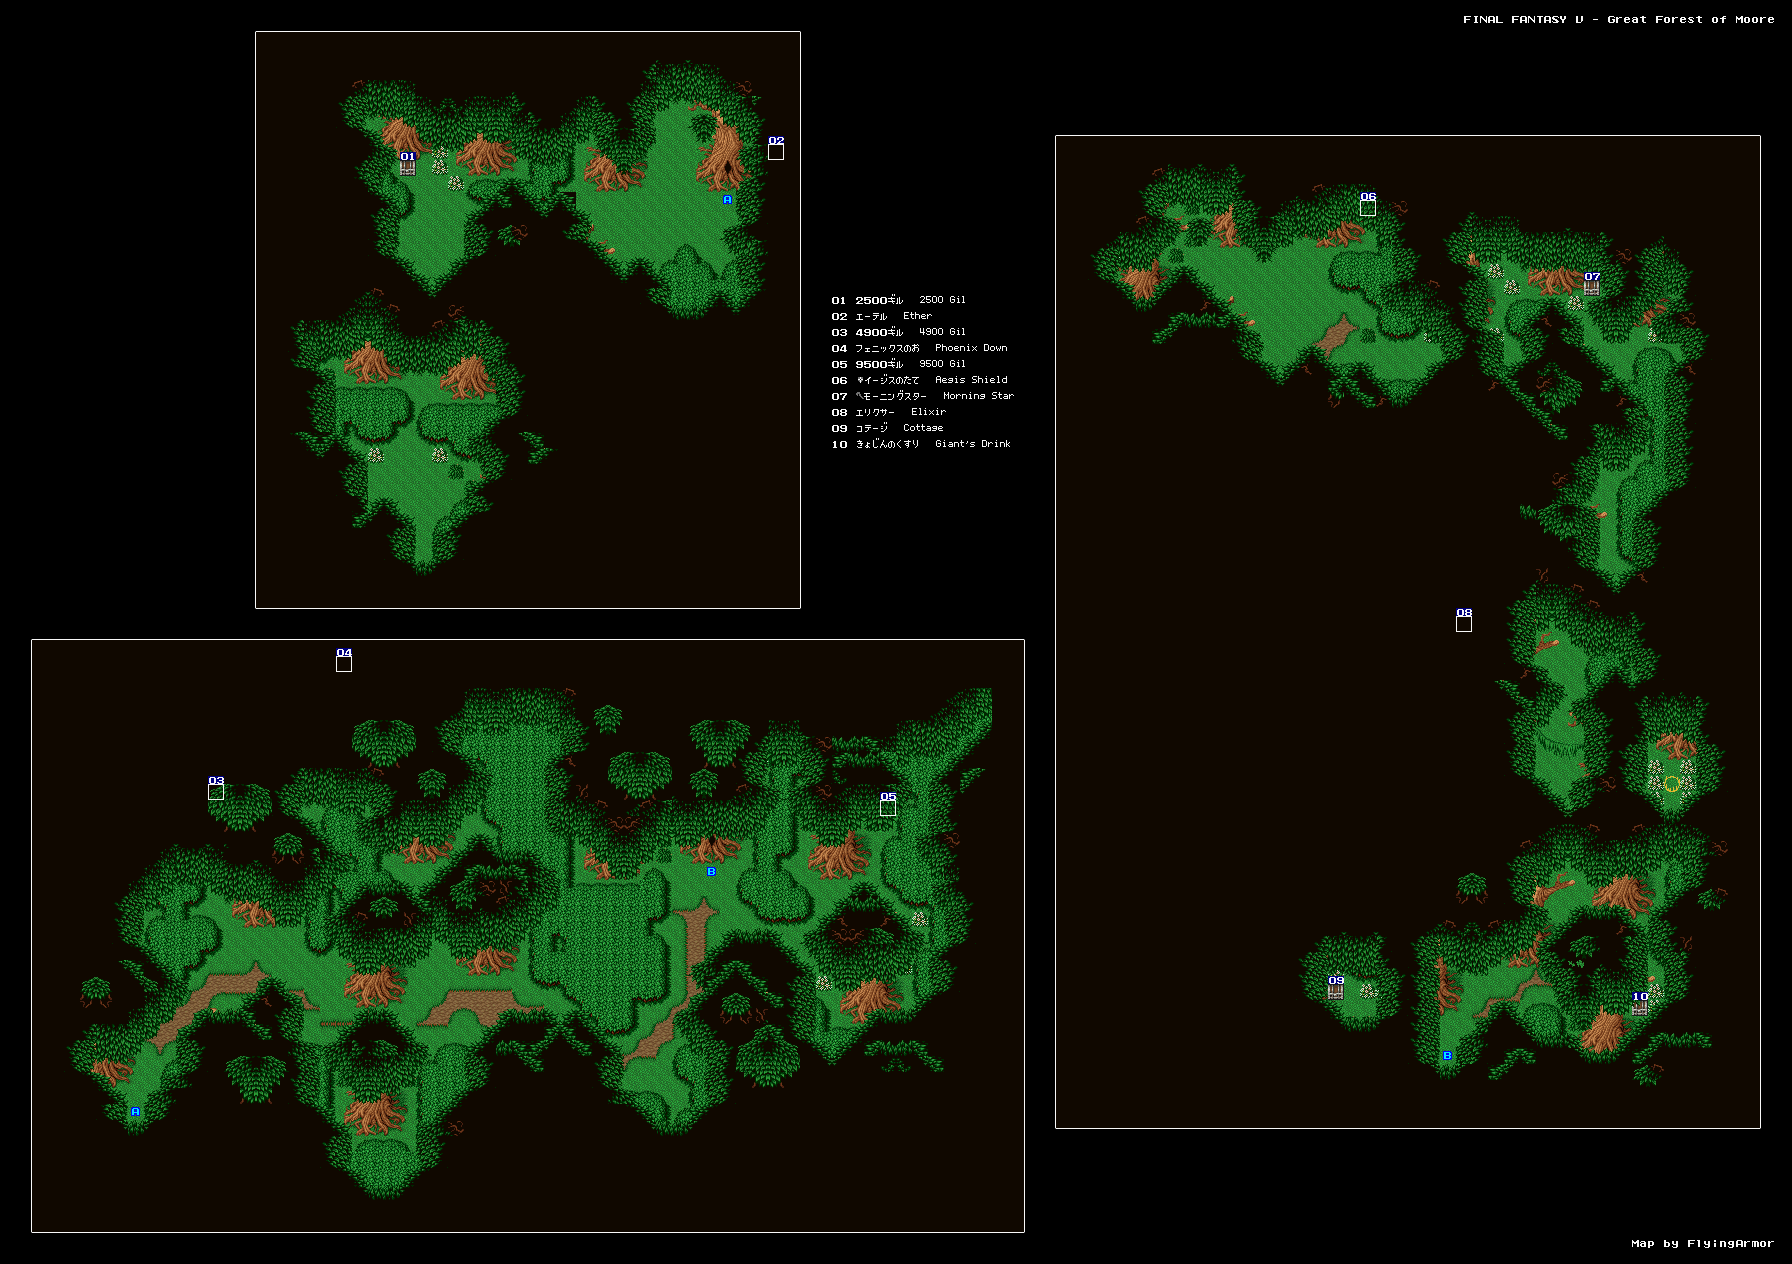 FINAL FANTASY V - Great Forest of Moore
01
02
A
06
07
01 2500ギル 2500 Gil
02 エーテル Ether
03 4900ギル 4900 Gil
04 フェニックスのお Phoenix Down
05 9500ギル 9500 Gil
06 イージスのたて Aegis Shield
07 モーニングスター Morning Star
08 エリクサー Elixir
09 コテージ Cottage
10 きょじんのくすり Giant's Drink
08
04
03
05
B
09
10
B
A
Map by FlyingArmor